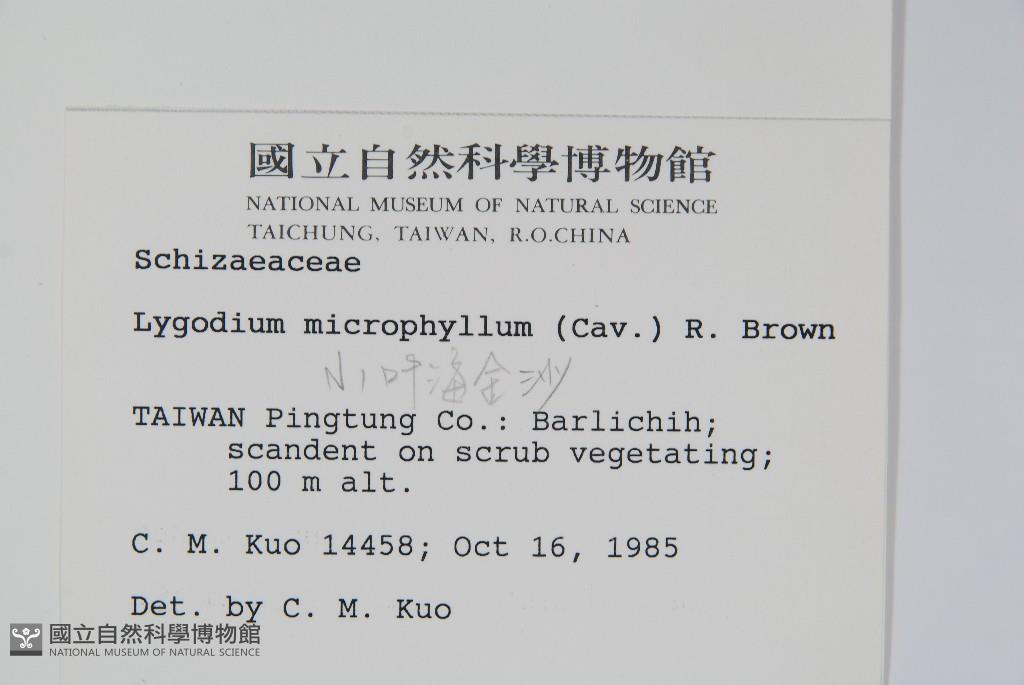 國立自然科學博物館
NATIONAL MUSEUM OF NATURAL SCIENCE
TAICHUNG, TAIWAN, R.O.CHINA
Schizaeaceae
Lygodium microphyllum (Cav.) R. Brown
小叶海金沙
TAIWAN Pingtung Co.: Barlichih;
scandent on scrub vegetating;
100 m alt.
C. M. Kuo 14458; Oct 16, 1985
Det. by C. M. Kuo
國立自然科學博物館
NATIONAL MUSEUM OF NATURAL SCIENCE